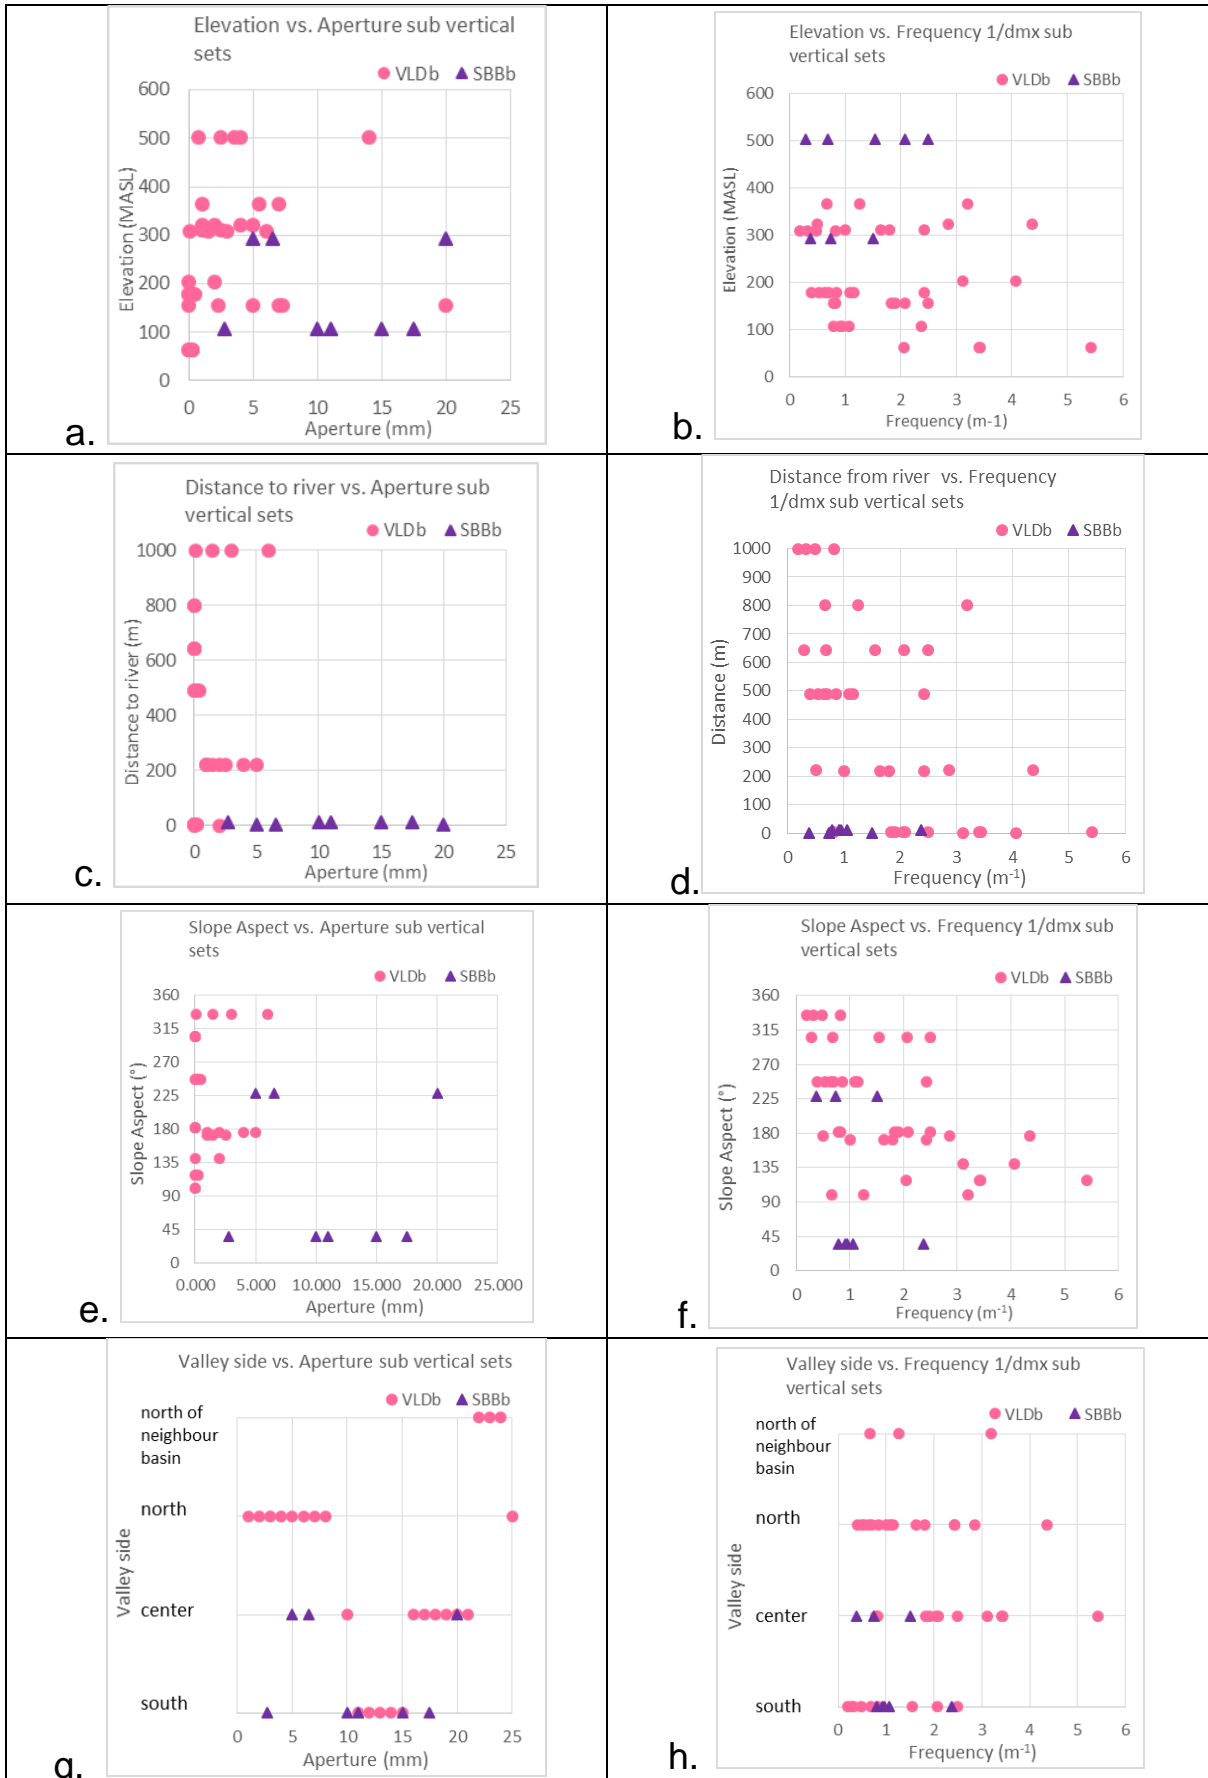 Elevation vs. Aperture sub vertical
sets
VLDb SBBb
600
500
400
300
200
100
0
Elevation (MASL)
0 5 10 15 20 25
Aperture (mm)
a.
Elevation vs. Frequency 1/dmx sub
vertical sets
VLDb SBBb
600
500
400
300
200
100
0
Elevation (MASL)
0 1 2 3 4 5 6
Frequency (m-1)
b.
Distance to river vs. Aperture sub
vertical sets
VLDb SBBb
1000
800
600
400
200
0
Distance to river (m)
0 5 10 15 20 25
Aperture (mm)
c.
Distance from river vs. Frequency
1/dmx sub vertical sets
VLDb SBBb
1000
900
800
700
600
500
400
300
200
100
0
Distance (m)
0 1 2 3 4 5 6
Frequency (m⁻¹)
d.
Slope Aspect vs. Aperture sub vertical
sets
VLDb SBBb
360
315
270
225
180
135
90
45
0
Slope Aspect (°)
0.000 5.000 10.000 15.000 20.000 25.000
Aperture (mm)
e.
Slope Aspect vs. Frequency 1/dmx sub
vertical sets
VLDb SBBb
360
315
270
225
180
135
90
45
0
Slope Aspect (°)
0 1 2 3 4 5 6
Frequency (m⁻¹)
f.
Valley side vs. Aperture sub vertical sets
VLDb SBBb
north of
neighbour
basin
north
center
south
Valley side
0 5 10 15 20 25
Aperture (mm)
g.
Valley side vs. Frequency 1/dmx sub
vertical sets
VLDb SBBb
north of
neighbour
basin
north
center
south
Valley side
0 1 2 3 4 5 6
Frequency (m⁻¹)
h.